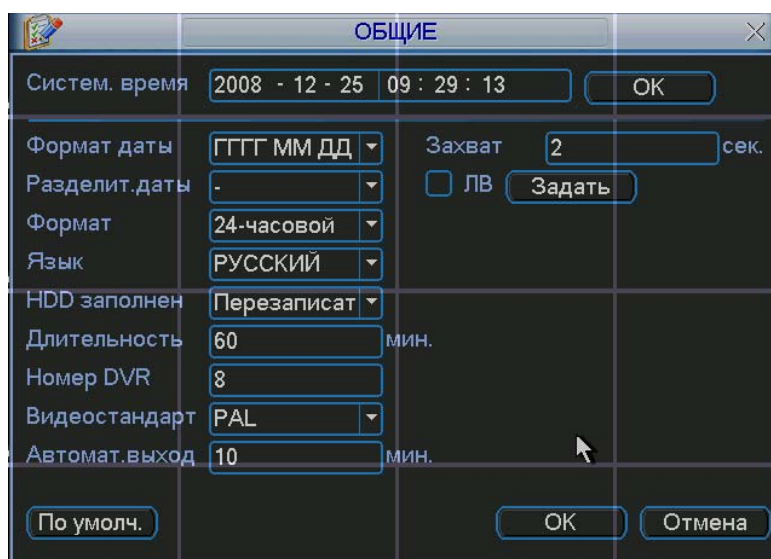 ОБЩИЕ
Систем. время 2008 - 12 - 25 09 : 29 : 13 OK
Формат даты ГГГГ ММ ДД Захват 2 сек.
Разделит.даты - ЛВ Задать
Формат 24-часовой
Язык РУССКИЙ
HDD заполнен Перезаписат
Длительность 60 мин.
Номер DVR 8
Видеостандарт PAL
Автомат.выход 10 мин.
По умолч. OK Отмена